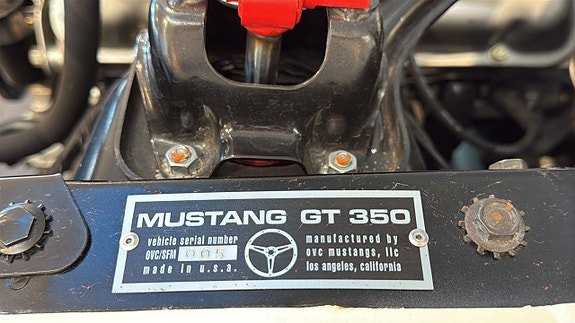 MUSTANG GT 350
vehicle serial number
OVC/SFM 005
made in u.s.a.
manufactured by
ovc mustangs, llc
los angeles, california